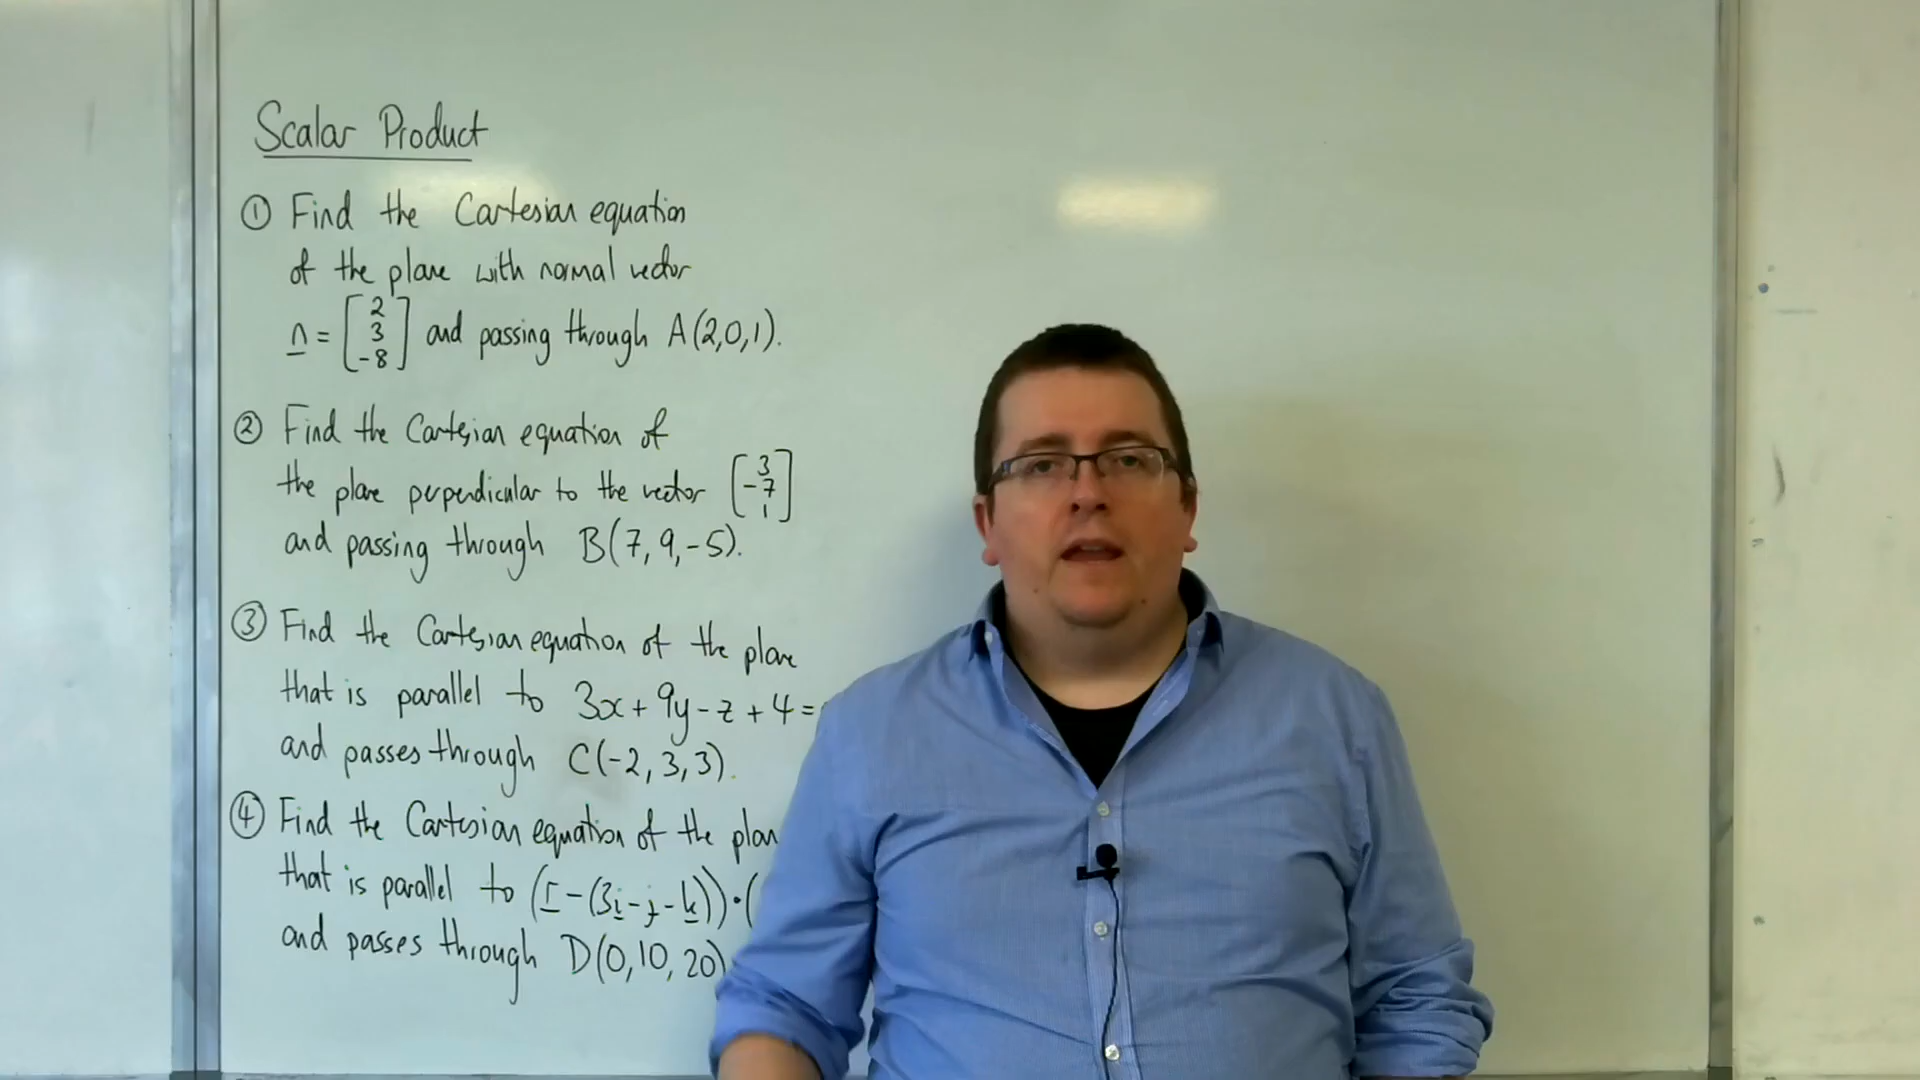 Scalar Product
① Find the Cartesian equation
of the plane with normal vector
n = [2 3 -8] and passing through A(2,0,1).
② Find the Cartesian equation of
the plane perpendicular to the vector [3 -7 1]
and passing through B(7, 9, -5).
③ Find the Cartesian equation of the plane
that is parallel to 3x + 9y - z + 4 =
and passes through C(-2, 3, 3).
④ Find the Cartesian equation of the plan
that is parallel to (r - (3i - j - k)) · (
and passes through D(0, 10, 20)